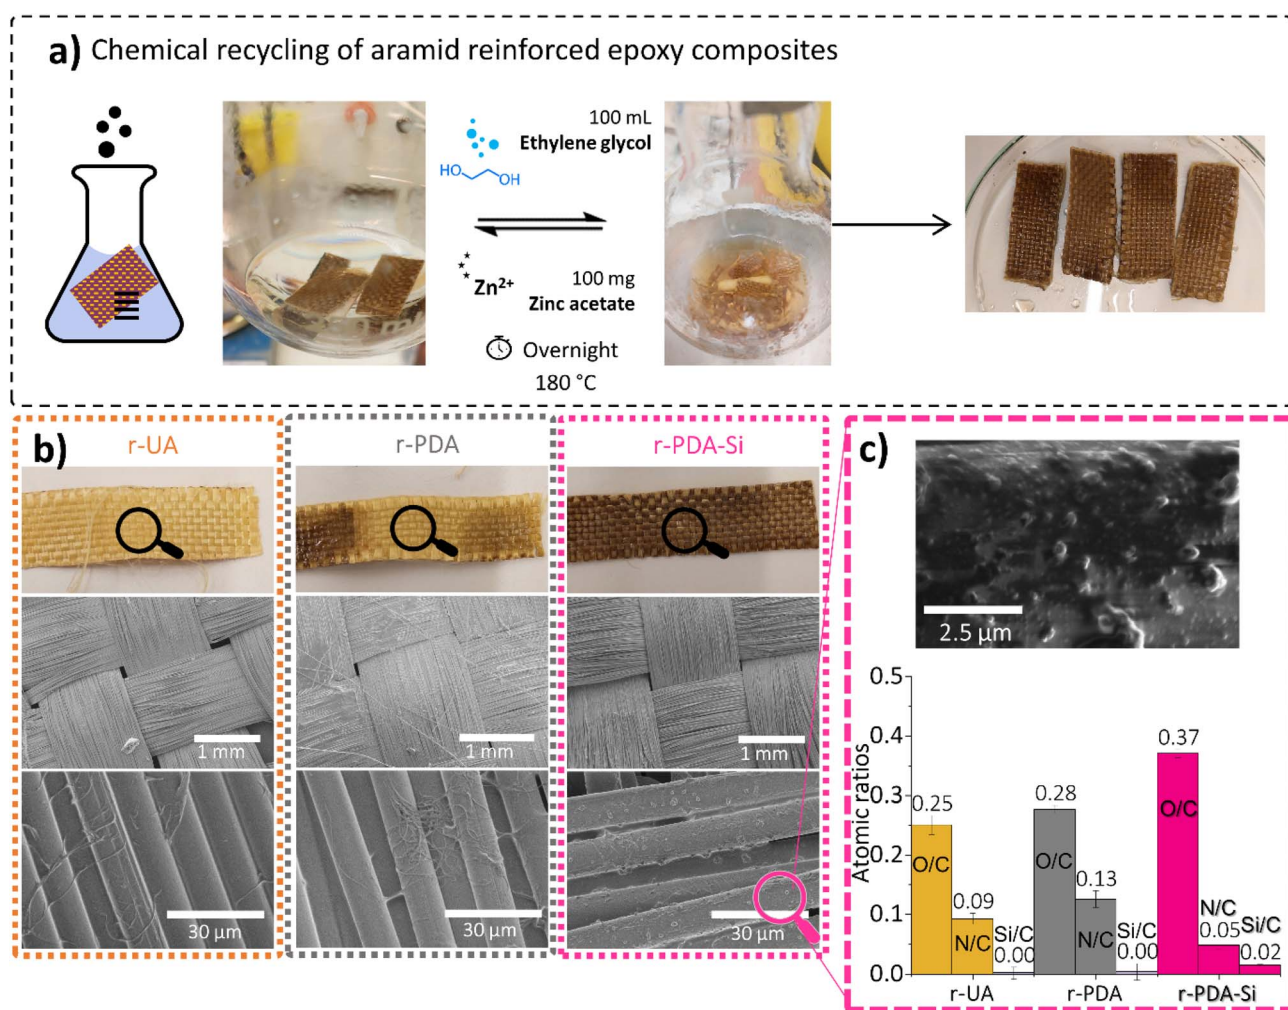 a) Chemical recycling of aramid reinforced epoxy composites
100 mL
Ethylene glycol
HO
OH
Zn²⁺
100 mg
Zinc acetate
Overnight
180 °C
b)
r-UA
r-PDA
r-PDA-Si
1 mm
1 mm
1 mm
30 µm
30 µm
30 µm
c)
2.5 µm
Atomic ratios
0.5
0.4
0.3
0.2
0.1
0.0
0.25
O/C
0.09
N/C
Si/C
0.00
0.28
O/C
0.13
N/C
Si/C
0.00
0.37
O/C
N/C
0.05
Si/C
0.02
r-UA
r-PDA
r-PDA-Si